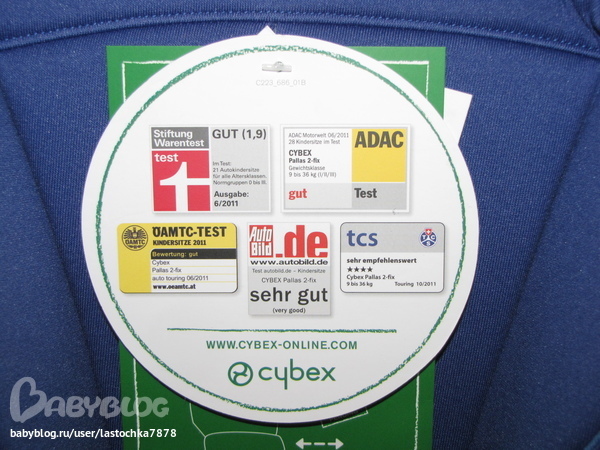 C223_686_01B
Stiftung
Warentest
test
GUT (1,9)
Im Test:
21 Autokindersitze
für alle Altersklassen.
Normgruppen 0 bis III.
Ausgabe:
6/2011
ADAC Motorwelt 06/2011
28 Kindersitze im Test
CYBEX
Pallas 2-fix
Gewichtsklasse
9 bis 36 kg (I/II/III)
ADAC
gut
Test
ÖAMTC
ÖAMTC-TEST
KINDERSITZE 2011
Bewertung: gut
Cybex
Pallas 2-fix
auto touring 06/2011
www.oeamtc.at
Auto
Bild
.de
www.autobild.de
Test autobild.de – Kindersitze
CYBEX Pallas 2-fix
sehr gut
(very good)
tcs
TCS
sehr empfehlenswert
★★★★
Cybex Pallas 2-fix
9 bis 36 kg
Touring 10/2011
WWW.CYBEX-ONLINE.COM
cybex
BABYBLOG
babyblog.ru/user/lastochka7878